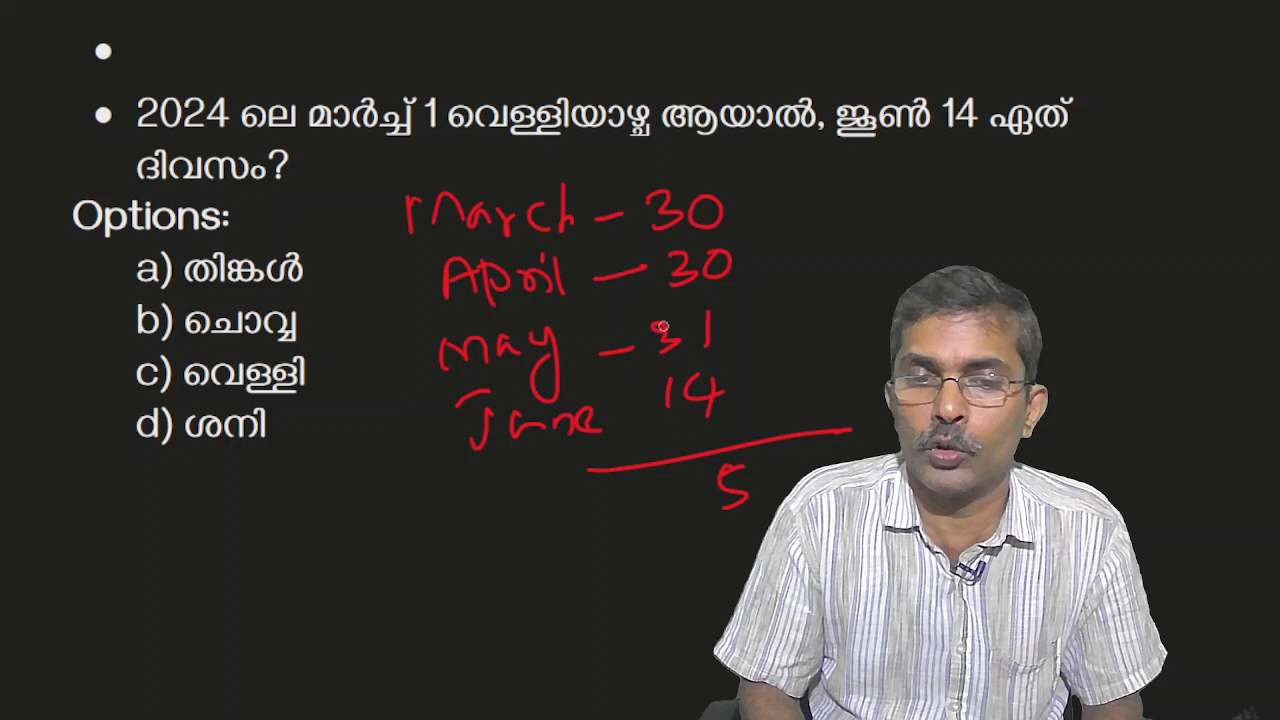 • 2024 ലെ മാർച്ച് 1 വെള്ളിയാഴ്ച ആയാൽ, ജൂൺ 14 ഏത്
ദിവസം?
Options:
a) തിങ്കൾ
b) ചൊവ്വ
c) വെള്ളി
d) ശനി
March – 30
April – 30
may – 31
June 14
5